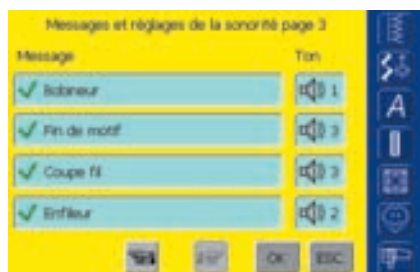 Messages et réglages de la sonorité page 3
Message Ton
Bobineur 1
Fin de motif 3
Coupe fil 3
Enfileur 2
OK ESC
A